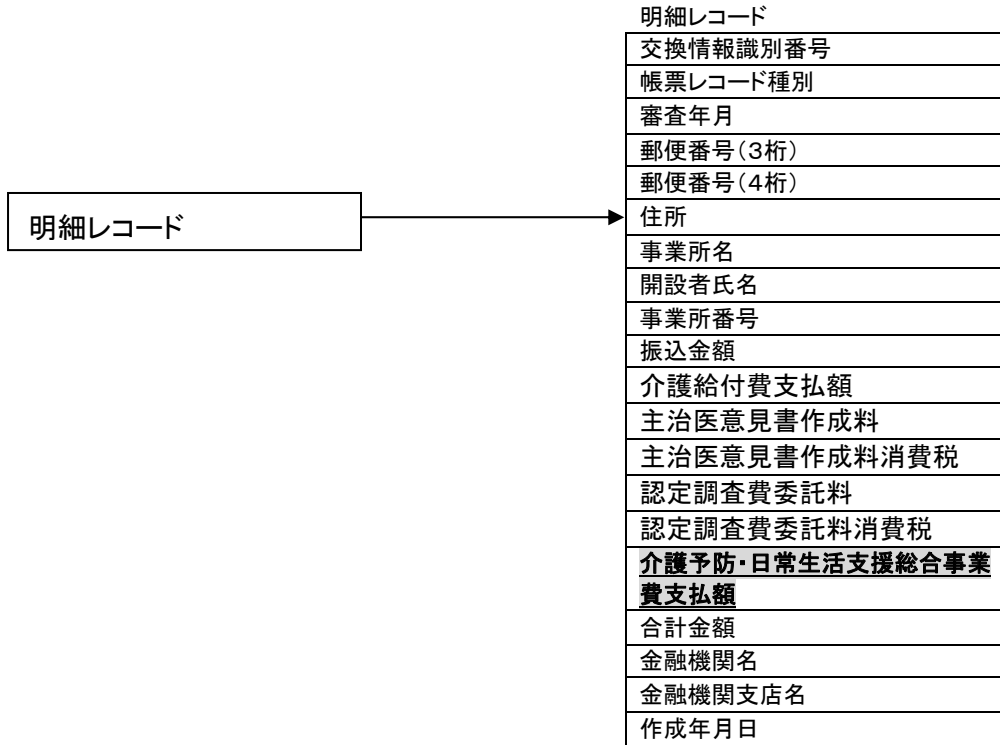 明細レコード
明細レコード
交換情報識別番号
帳票レコード種別
審査年月
郵便番号(3桁)
郵便番号(4桁)
住所
事業所名
開設者氏名
事業所番号
振込金額
介護給付費支払額
主治医意見書作成料
主治医意見書作成料消費税
認定調査費委託料
認定調査費委託料消費税
介護予防・日常生活支援総合事業
費支払額
合計金額
金融機関名
金融機関支店名
作成年月日